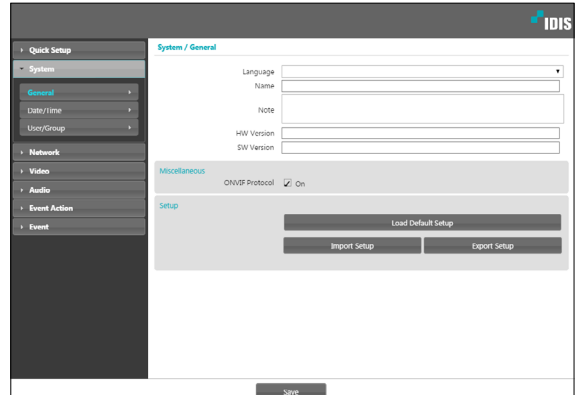 IDIS
Quick Setup
System
General
Date/Time
User/Group
Network
Video
Audio
Event Action
Event
System / General
Language
Name
Note
HW Version
SW Version
Miscellaneous
ONVIF Protocol On
Setup
Load Default Setup
Import Setup Export Setup
Save